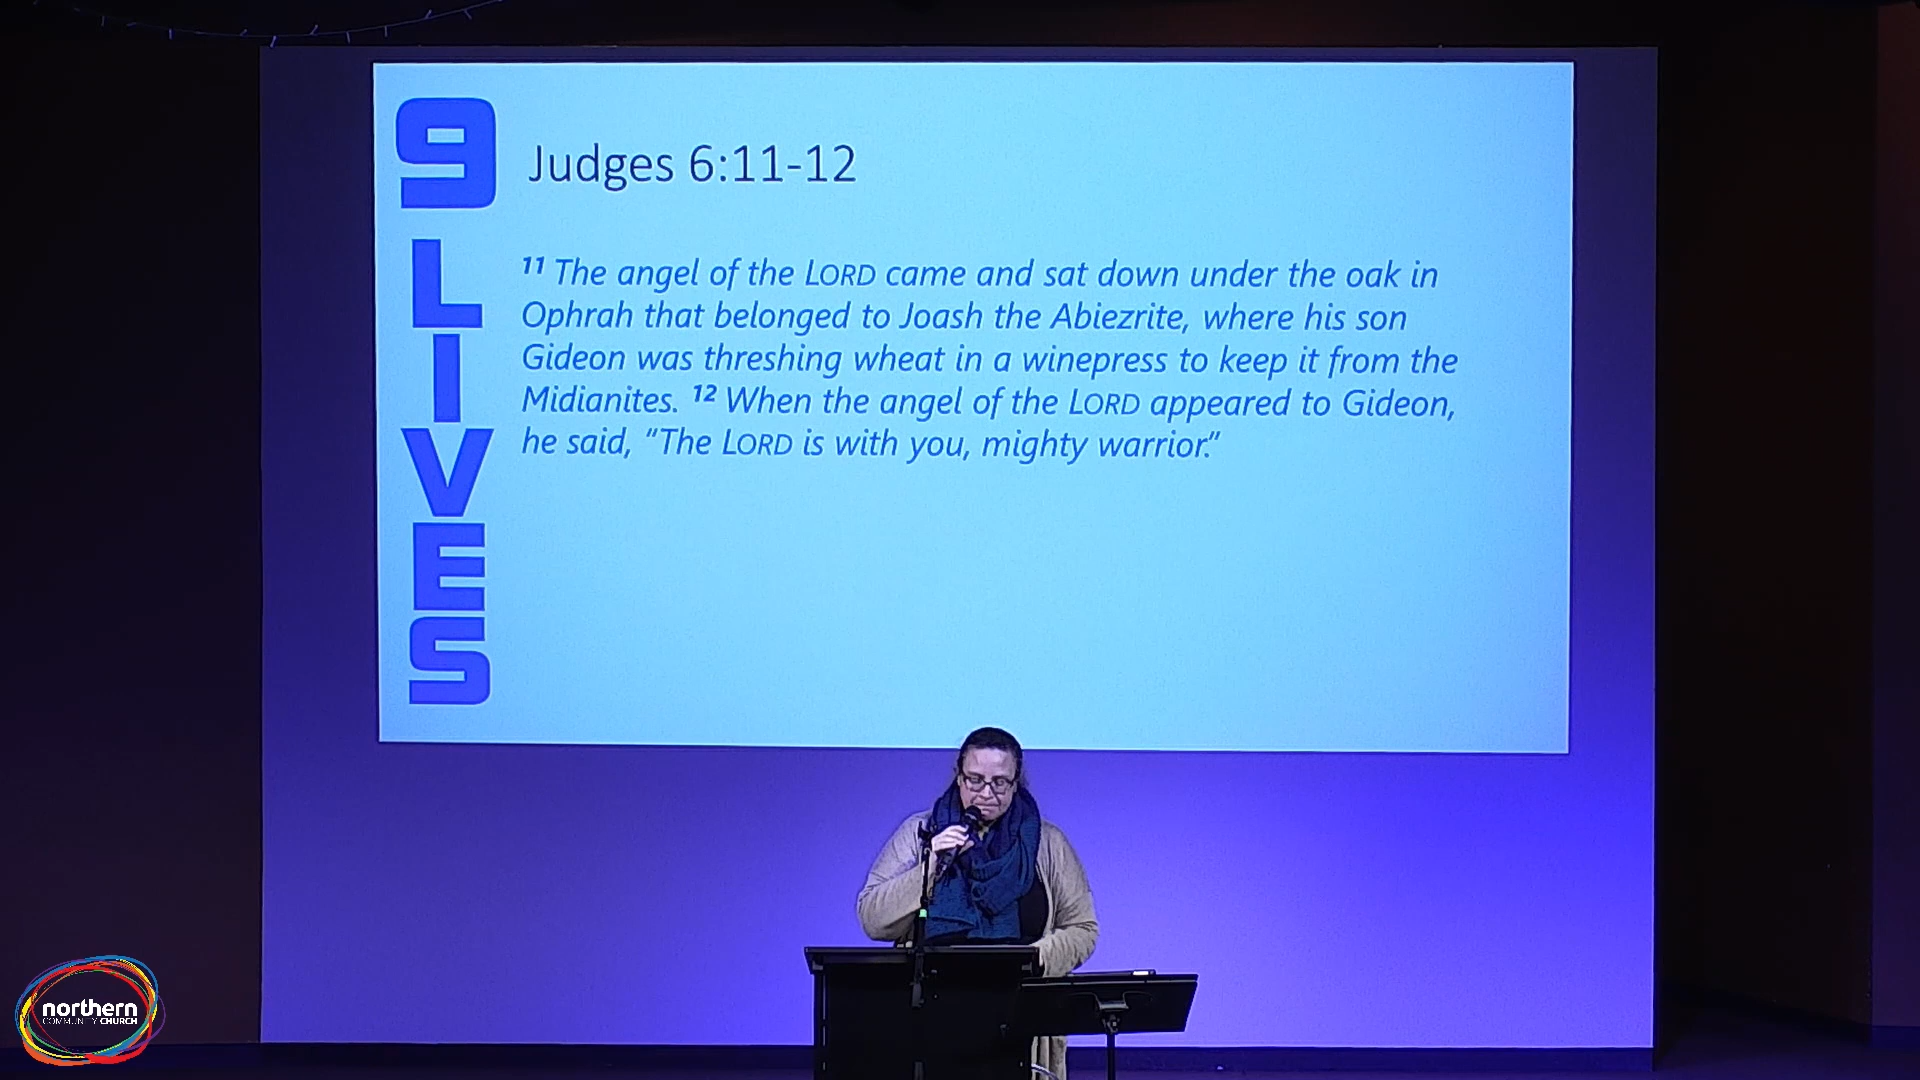 9
LIVES
Judges 6:11-12
11 The angel of the LORD came and sat down under the oak in
Ophrah that belonged to Joash the Abiezrite, where his son
Gideon was threshing wheat in a winepress to keep it from the
Midianites. 12 When the angel of the LORD appeared to Gideon,
he said, “The LORD is with you, mighty warrior.”
northern
COMMUNITY CHURCH